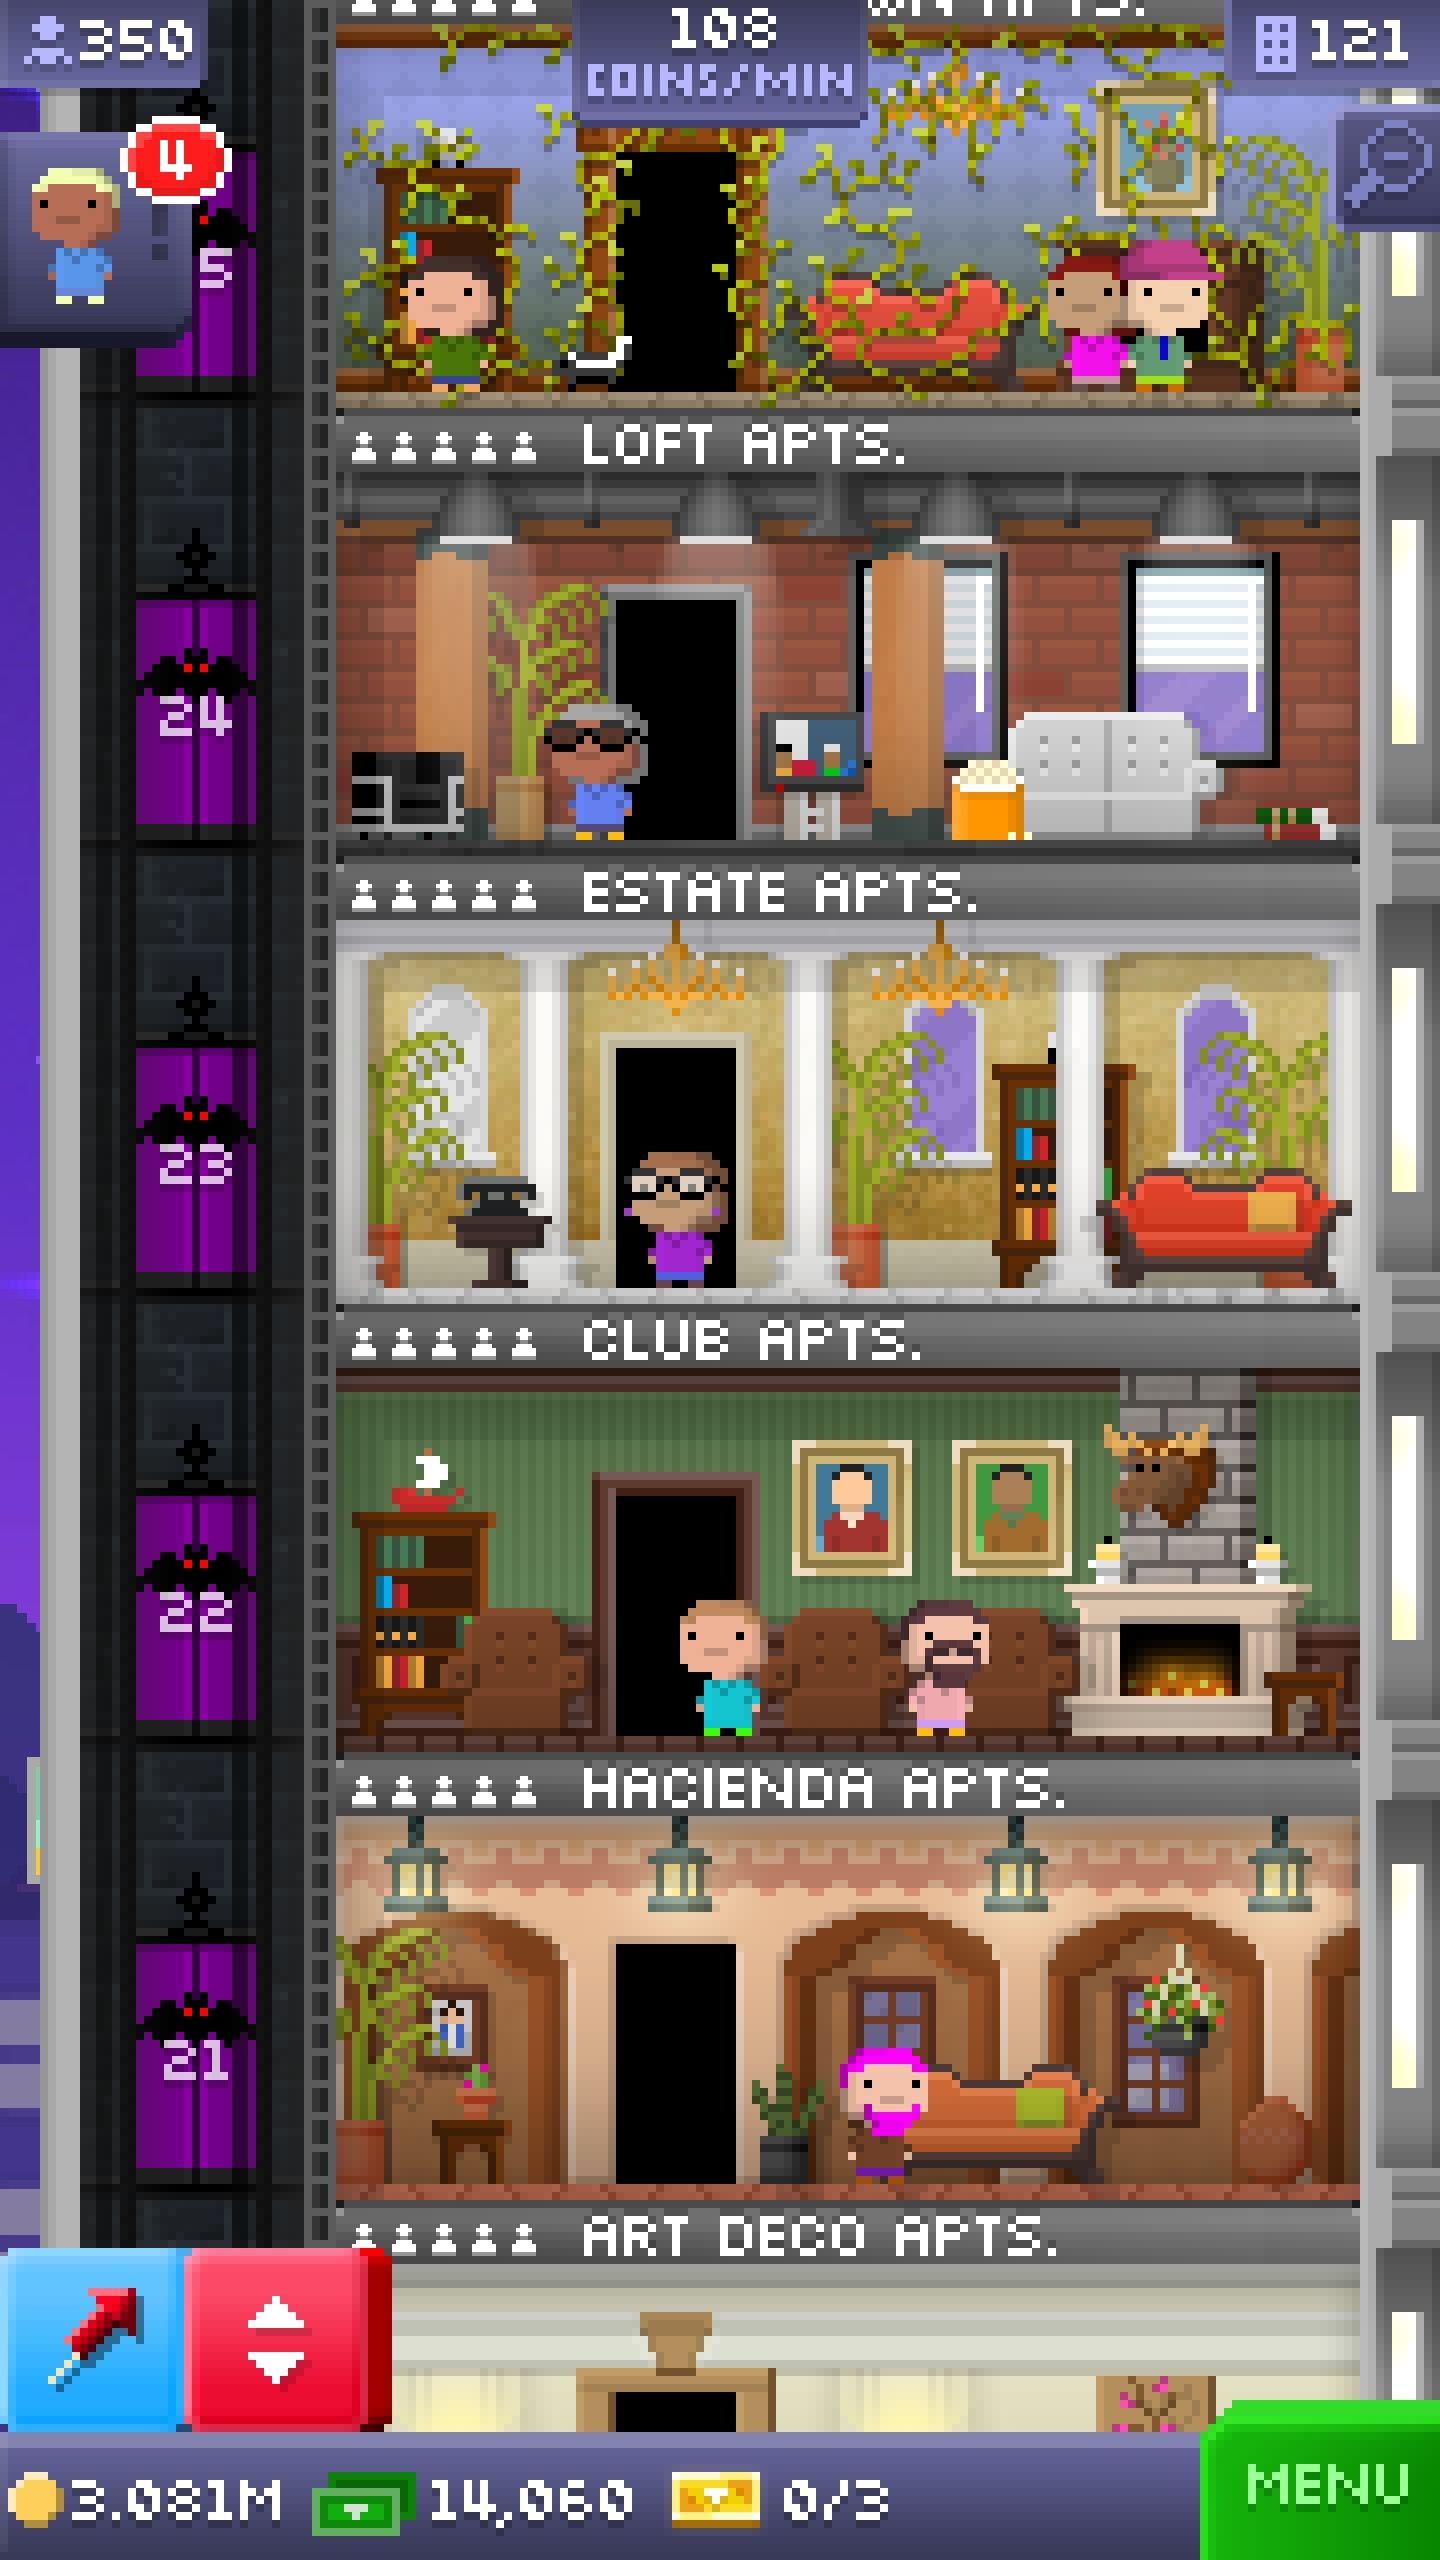 350
108
COINS/MIN
121
4
5
LOFT APTS.
24
ESTATE APTS.
23
CLUB APTS.
22
HACIENDA APTS.
21
ART DECO APTS.
3.081M
14,060
0/3
MENU